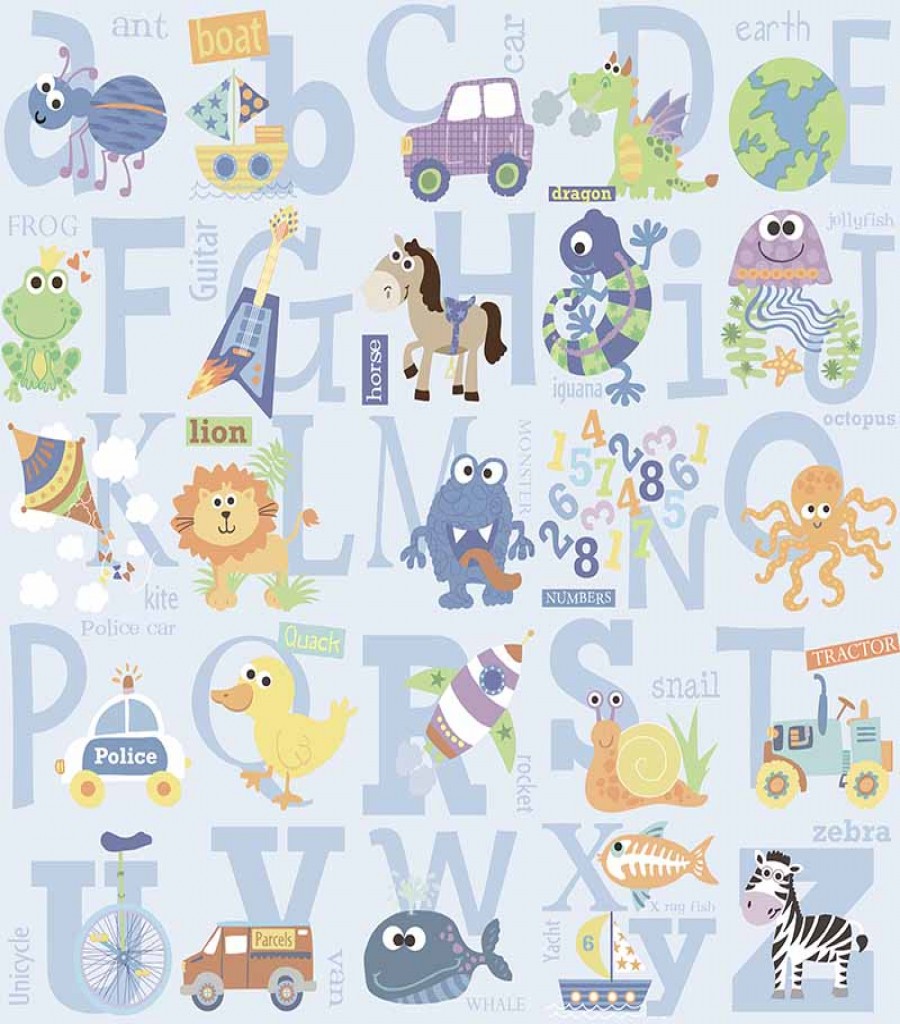 a
ant
boat
b
C
car
D
dragon
earth
E
FROG
F
Guitar
G
horse
H
iguana
i
jollyfish
J
K
kite
lion
L
M
MONSTER
1 4 2 3 1
5 7 8 6
6 3 4 5
2 8 1 7
NUMBERS
N
octopus
O
P
Police car
Police
Q
Quack
R
rocket
S
snail
T
TRACTOR
Unicycle
U
V
Parcels
van
W
WHALE
X
X ray fish
Yacht
6
y
zebra
Z